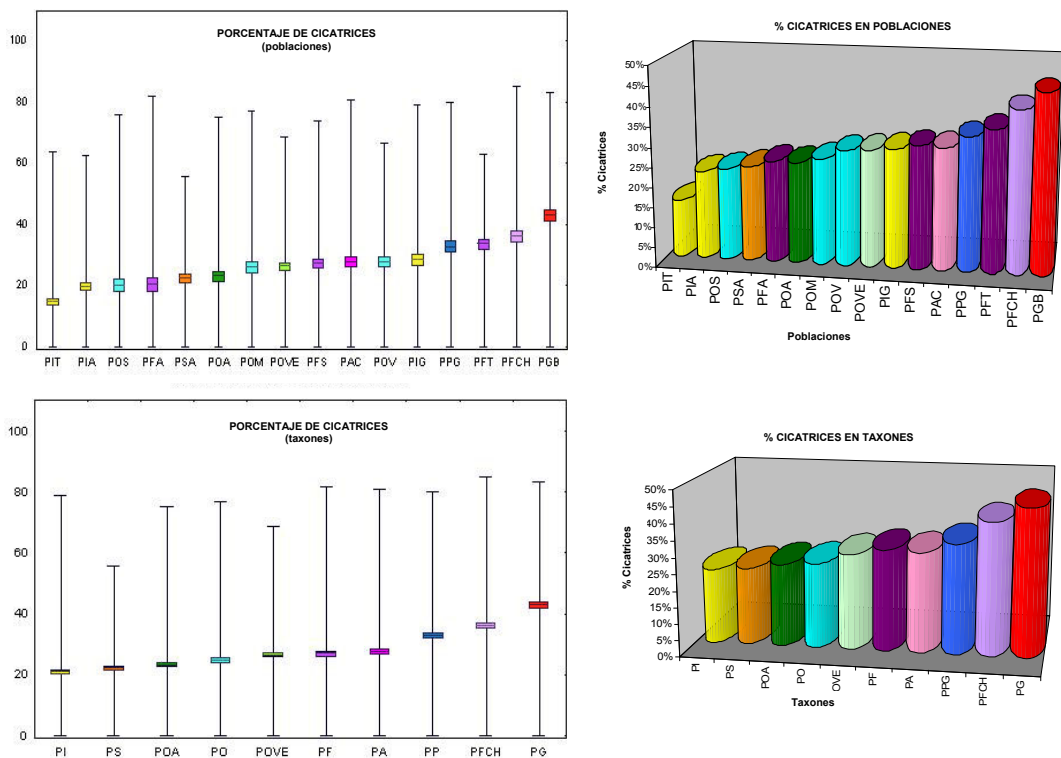 PORCENTAJE DE CICATRICES
(poblaciones)
100
80
60
40
20
0
PIT PIA POS PFA PSA POA POM POVE PFS PAC POV PIG PPG PFT PFCH PGB
% CICATRICES EN POBLACIONES
% Cicatrices
50%
45%
40%
35%
30%
25%
20%
15%
10%
5%
0%
PIT PIA POS PSA PFA POA POM POV POVE PIG PFS PAC PPG PFT PFCH PGB
Poblaciones
PORCENTAJE DE CICATRICES
(taxones)
100
80
60
40
20
0
PI PS POA PO POVE PF PA PP PFCH PG
% CICATRICES EN TAXONES
% Cicatrices
50%
45%
40%
35%
30%
25%
20%
15%
10%
5%
0%
PI PS POA PO OVE PF PA PPG PFCH PG
Taxones